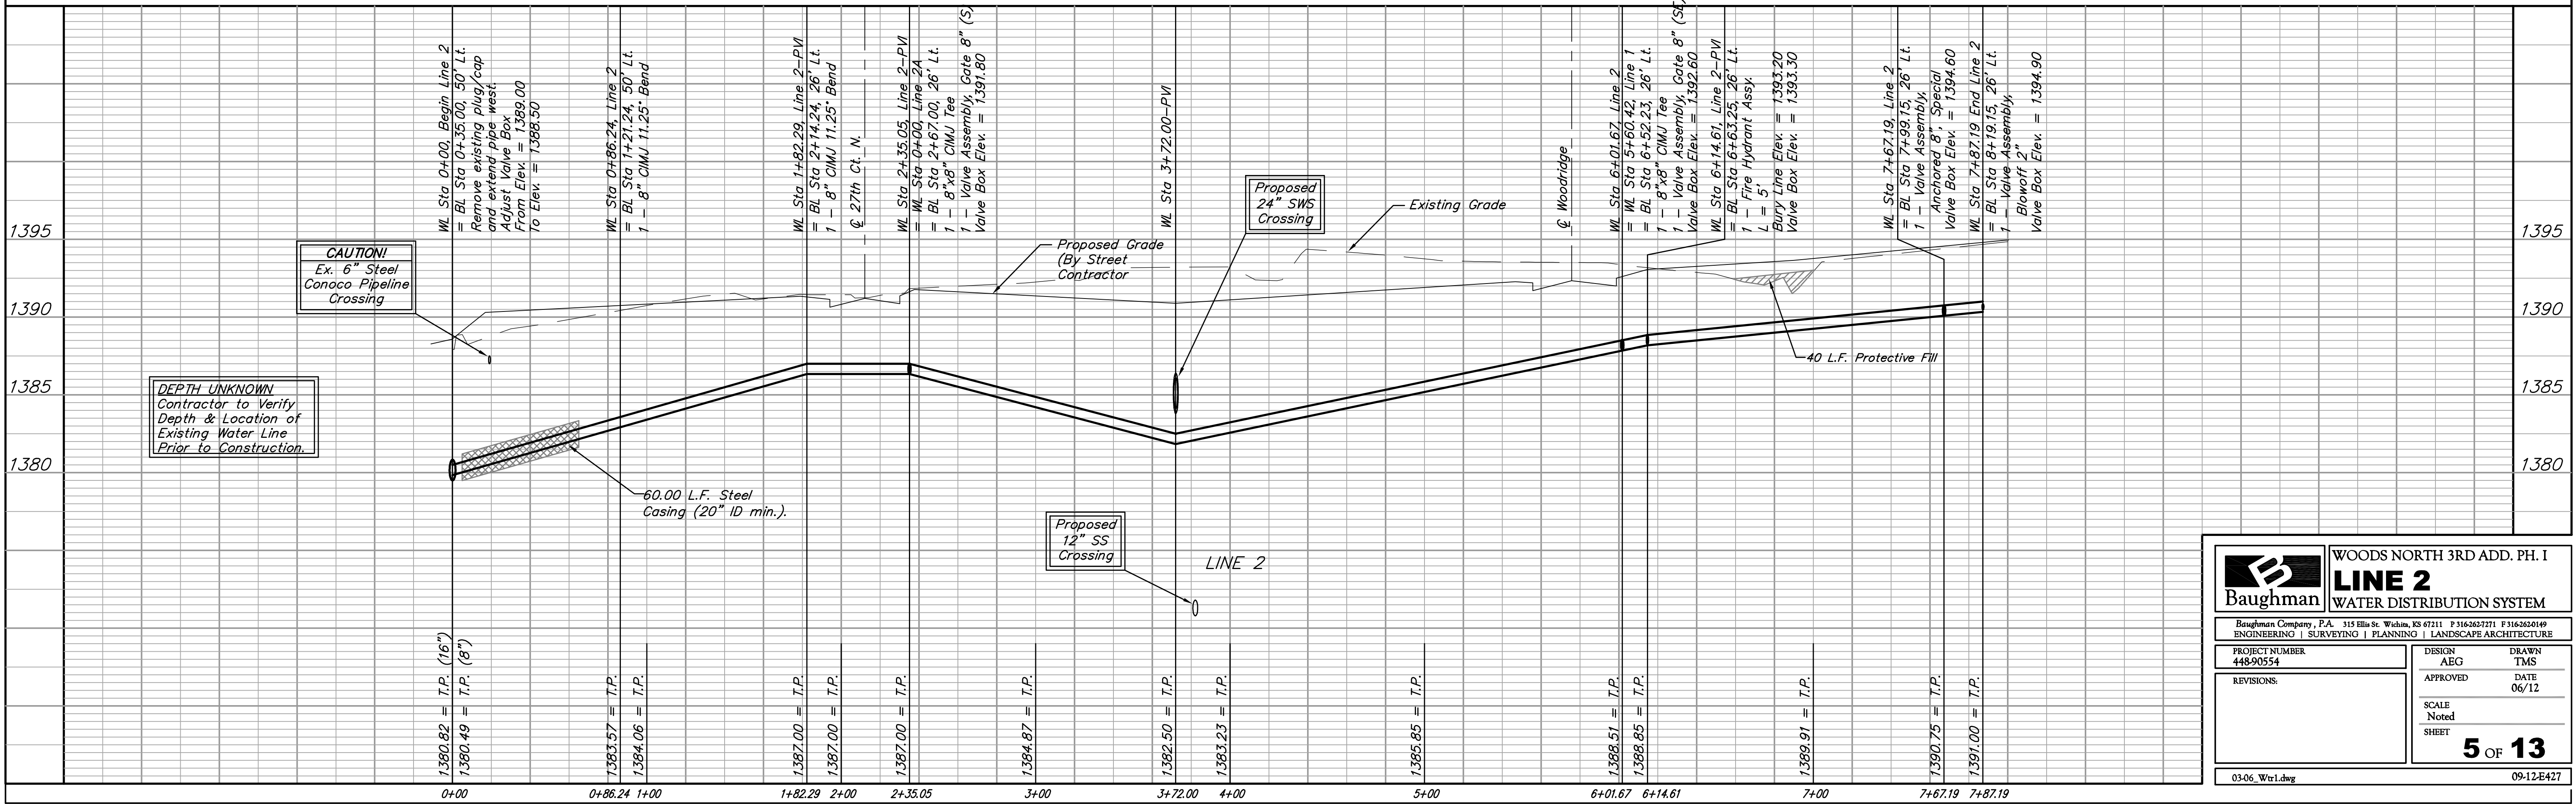 WL Sta 0+00, Begin Line 2
= BL Sta 0+35.00, 50' Lt.
Remove existing plug/cap
and extend pipe west.
Adjust Valve Box
From Elev. = 1389.00
To Elev. = 1388.50
WL Sta 0+86.24, Line 2
= BL Sta 1+21.24, 50' Lt.
1 - 8" CIMJ 11.25° Bend
WL Sta 1+82.29, Line 2-PVI
= BL Sta 2+14.24, 26' Lt.
1 - 8" CIMJ 11.25° Bend
℄ 27th Ct. N.
WL Sta 2+35.05, Line 2-PVI
= WL Sta 0+00, Line 2A
= BL Sta 2+67.00, 26' Lt.
1 - 8"x8" CIMJ Tee
1 - Valve Assembly, Gate 8" (S)
Valve Box Elev. = 1391.80
WL Sta 3+72.00-PVI
℄ Woodridge
WL Sta 6+01.67, Line 2
= WL Sta 5+60.42, Line 1
= BL Sta 6+52.23, 26' Lt.
1 - 8"x8" CIMJ Tee
1 - Valve Assembly, Gate 8" (SE)
Valve Box Elev. = 1392.60
WL Sta 6+14.61, Line 2-PVI
= BL Sta 6+63.25, 26' Lt.
1 - Fire Hydrant Assy.
L = 5'
Bury Line Elev. = 1393.20
Valve Box Elev. = 1393.30
WL Sta 7+67.19, Line 2
= BL Sta 7+99.15, 26' Lt.
1 - Valve Assembly,
Anchored 8", Special
Valve Box Elev. = 1394.60
WL Sta 7+87.19 End Line 2
= BL Sta 8+19.15, 26' Lt.
1 - Valve Assembly,
Blowoff 2"
Valve Box Elev. = 1394.90
1395
1390
1385
1380
1395
1390
1385
1380
CAUTION!
Ex. 6" Steel
Conoco Pipeline
Crossing
DEPTH UNKNOWN
Contractor to Verify
Depth & Location of
Existing Water Line
Prior to Construction.
Proposed Grade
(By Street
Contractor
Proposed
24" SWS
Crossing
Existing Grade
40 L.F. Protective Fill
60.00 L.F. Steel
Casing (20" ID min.).
Proposed
12" SS
Crossing
LINE 2
1380.82 = T.P. (16")
1380.49 = T.P. (8")
1383.57 = T.P.
1384.06 = T.P.
1387.00 = T.P.
1387.00 = T.P.
1387.00 = T.P.
1384.87 = T.P.
1382.50 = T.P.
1383.23 = T.P.
1385.85 = T.P.
1388.51 = T.P.
1388.85 = T.P.
1389.91 = T.P.
1390.75 = T.P.
1391.00 = T.P.
0+00 0+86.24 1+00 1+82.29 2+00 2+35.05 3+00 3+72.00 4+00 5+00 6+01.67 6+14.61 7+00 7+67.19 7+87.19
Baughman
WOODS NORTH 3RD ADD. PH. I
LINE 2
WATER DISTRIBUTION SYSTEM
Baughman Company, P.A. 315 Ellis St. Wichita, KS 67211 P 316-262-7271 F 316-262-0149
ENGINEERING | SURVEYING | PLANNING | LANDSCAPE ARCHITECTURE
PROJECT NUMBER
448-90554
DESIGN
AEG
DRAWN
TMS
REVISIONS:
APPROVED
DATE
06/12
SCALE
Noted
SHEET
5 OF 13
03-06_Wtr1.dwg
09-12-E427